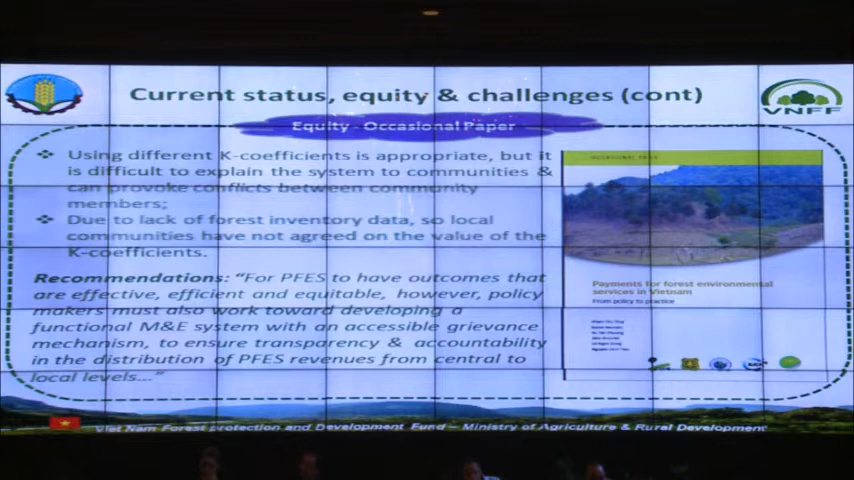 Current status, equity & challenges (cont)
VNFF
Equity - Occasional Paper
Using different K-coefficients is appropriate, but it
is difficult to explain the system to communities &
can provoke conflicts between community
members;
Due to lack of forest inventory data, so local
communities have not agreed on the value of the
K-coefficients.
Recommendations: “For PFES to have outcomes that
are effective, efficient and equitable, however, policy
makers must also work toward developing a
functional M&E system with an accessible grievance
mechanism, to ensure transparency & accountability
in the distribution of PFES revenues from central to
local levels...”
OCCASIONAL PAPER
Payments for forest environmental
services in Vietnam
From policy to practice
Viet Nam Forest Protection and Development Fund – Ministry of Agriculture & Rural Development